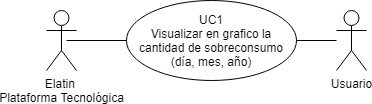 UC1
Visualizar en grafico la
cantidad de sobreconsumo
(día, mes, año)
Elatin
Plataforma Tecnológica
Usuario